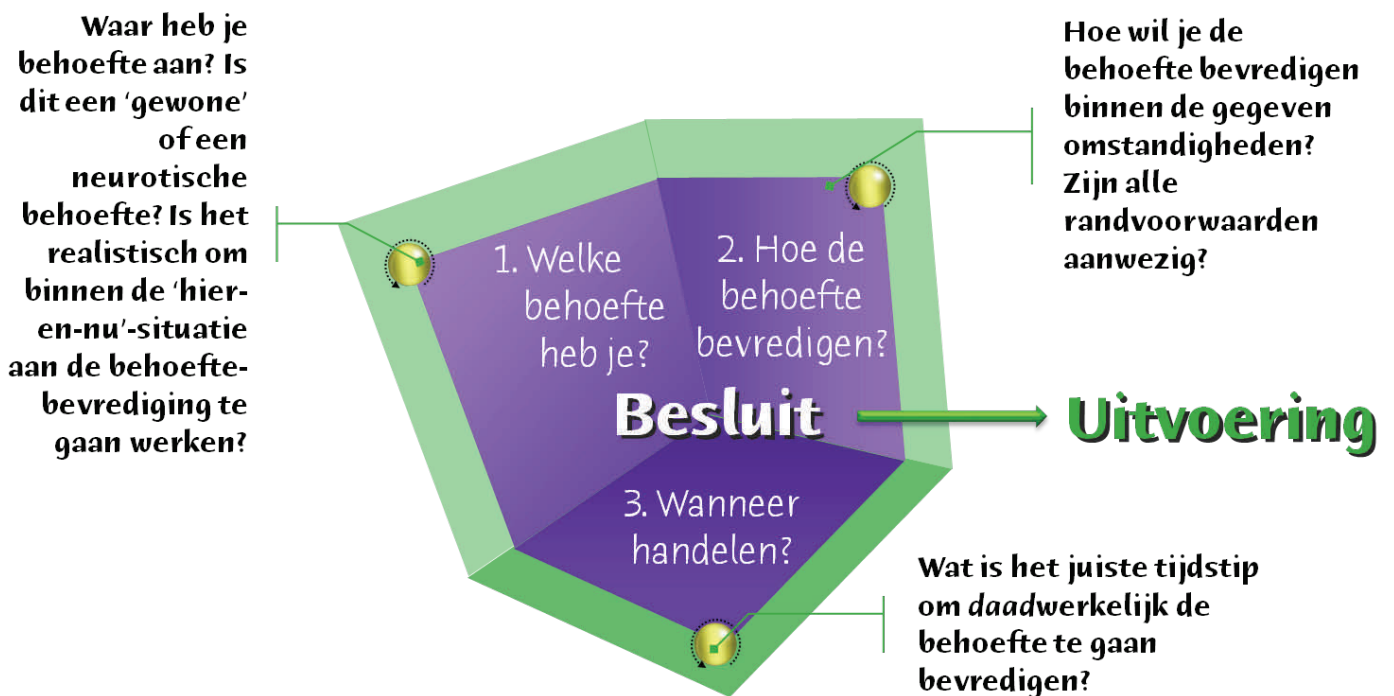 Waar heb je
behoefte aan? Is
dit een ‘gewone’
of een
neurotische
behoefte? Is het
realistisch om
binnen de ‘hier-
en-nu’-situatie
aan de behoefte-
bevrediging te
gaan werken?
Hoe wil je de
behoefte bevredigen
binnen de gegeven
omstandigheden?
Zijn alle
randvoorwaarden
aanwezig?
1. Welke
behoefte
heb je?
2. Hoe de
behoefte
bevredigen?
Besluit
Uitvoering
3. Wanneer
handelen?
Wat is het juiste tijdstip
om daadwerkelijk de
behoefte te gaan
bevredigen?